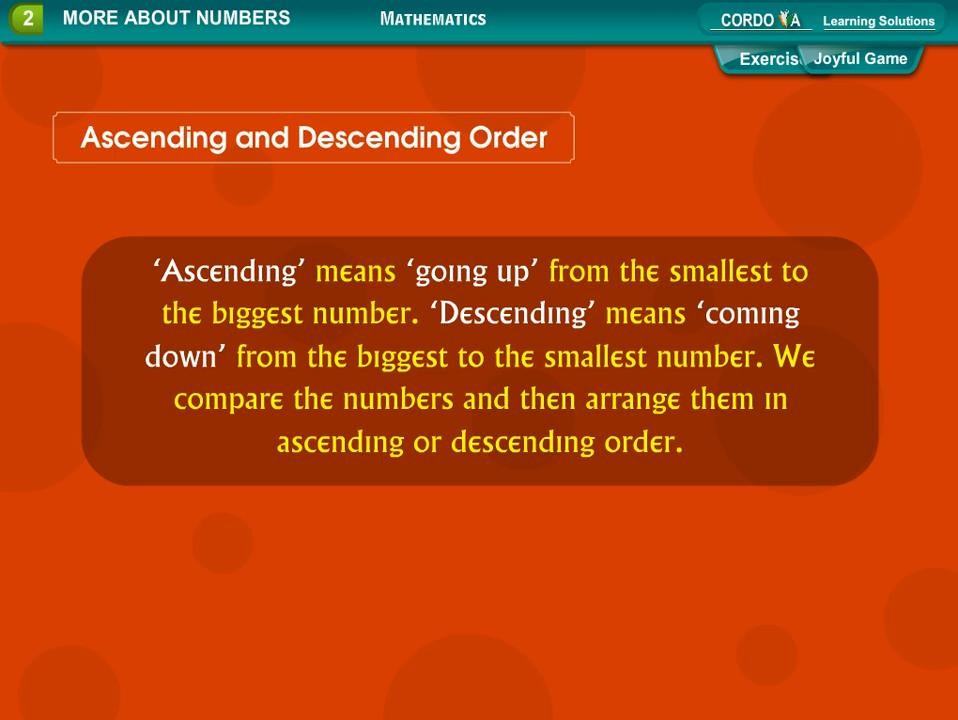 2 MORE ABOUT NUMBERS Mathematics CORDOVA Learning Solutions
Exercise Joyful Game
Ascending and Descending Order
‘Ascending’ means ‘going up’ from the smallest to
the biggest number. ‘Descending’ means ‘coming
down’ from the biggest to the smallest number. We
compare the numbers and then arrange them in
ascending or descending order.